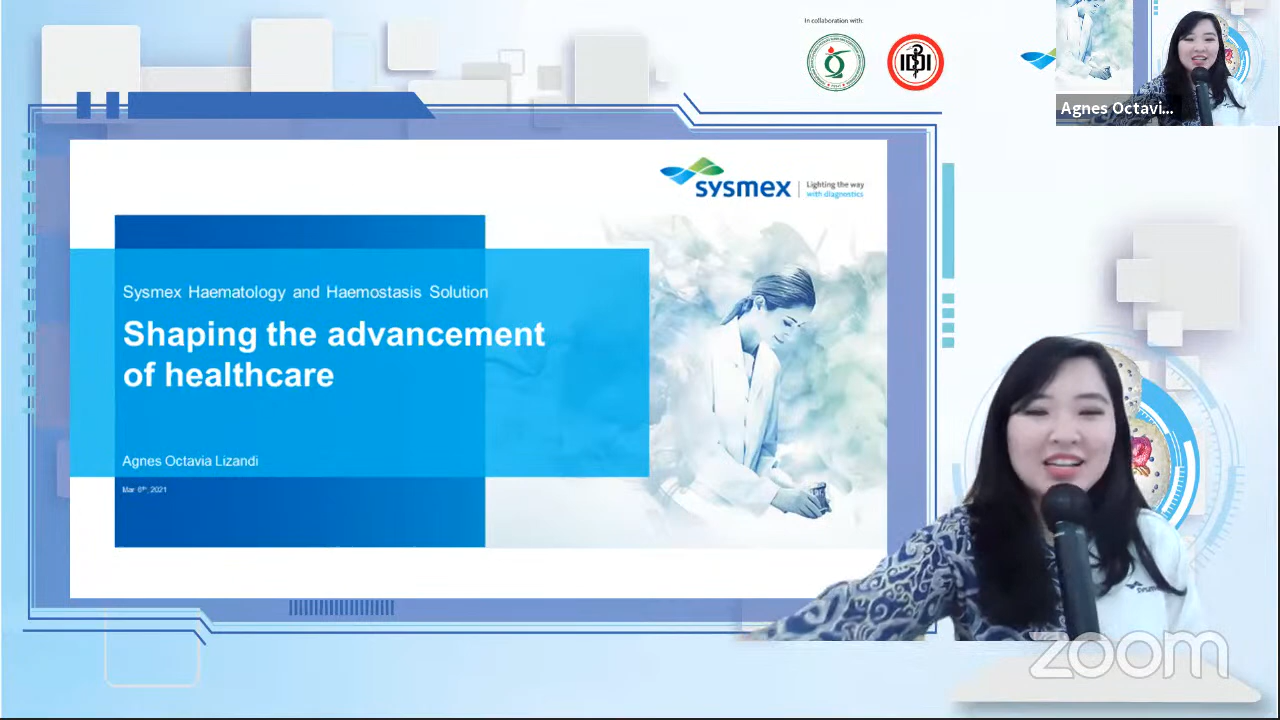 In collaboration with:
IDI
Agnes Octavi...
sysmex
Lighting the way
with diagnostics
Sysmex Haematology and Haemostasis Solution
Shaping the advancement
of healthcare
Agnes Octavia Lizandi
Mar 6th, 2021
zoom